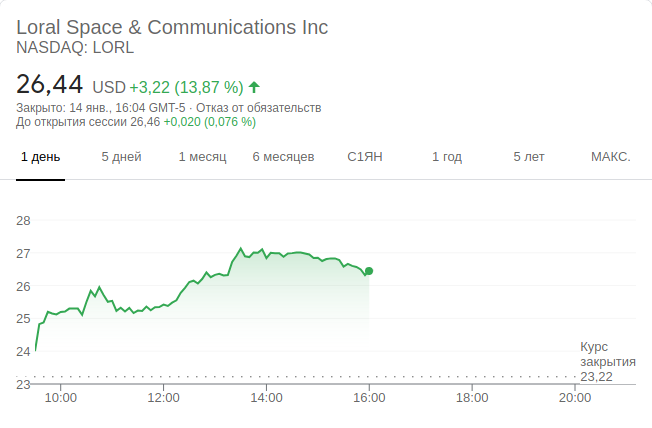 Loral Space & Communications Inc
NASDAQ: LORL
26,44 USD +3,22 (13,87 %)
Закрыто: 14 янв., 16:04 GMT-5 · Отказ от обязательств
До открытия сессии 26,46 +0,020 (0,076 %)
1 день 5 дней 1 месяц 6 месяцев С1ЯН 1 год 5 лет МАКС.
28
27
26
25
24
Курс
закрытия
23,22
23
10:00 12:00 14:00 16:00 18:00 20:00